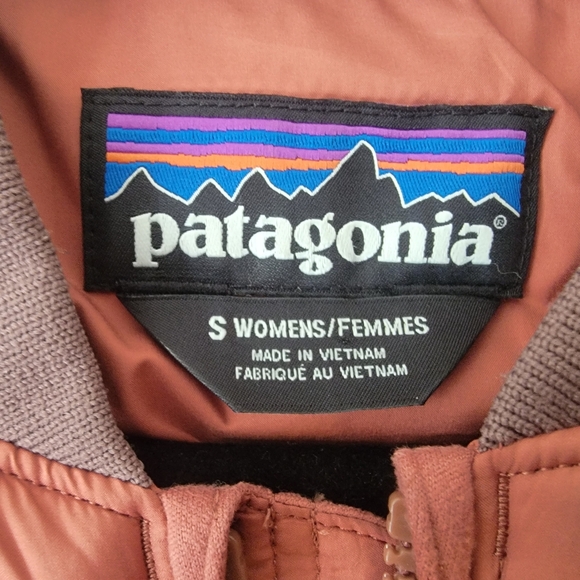 patagonia®
S WOMENS/FEMMES
MADE IN VIETNAM
FABRIQUÉ AU VIETNAM